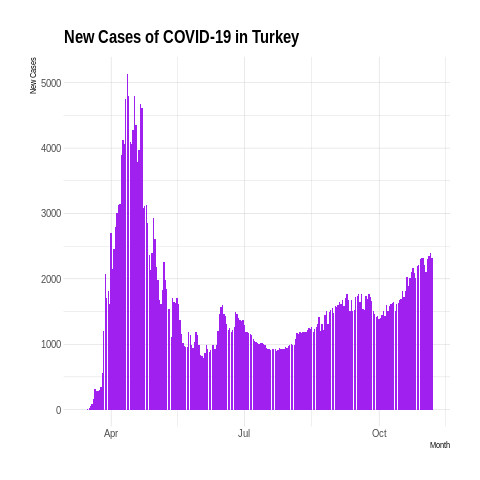 New Cases of COVID-19 in Turkey
New Cases
5000
4000
3000
2000
1000
0
Apr
Jul
Oct
Month